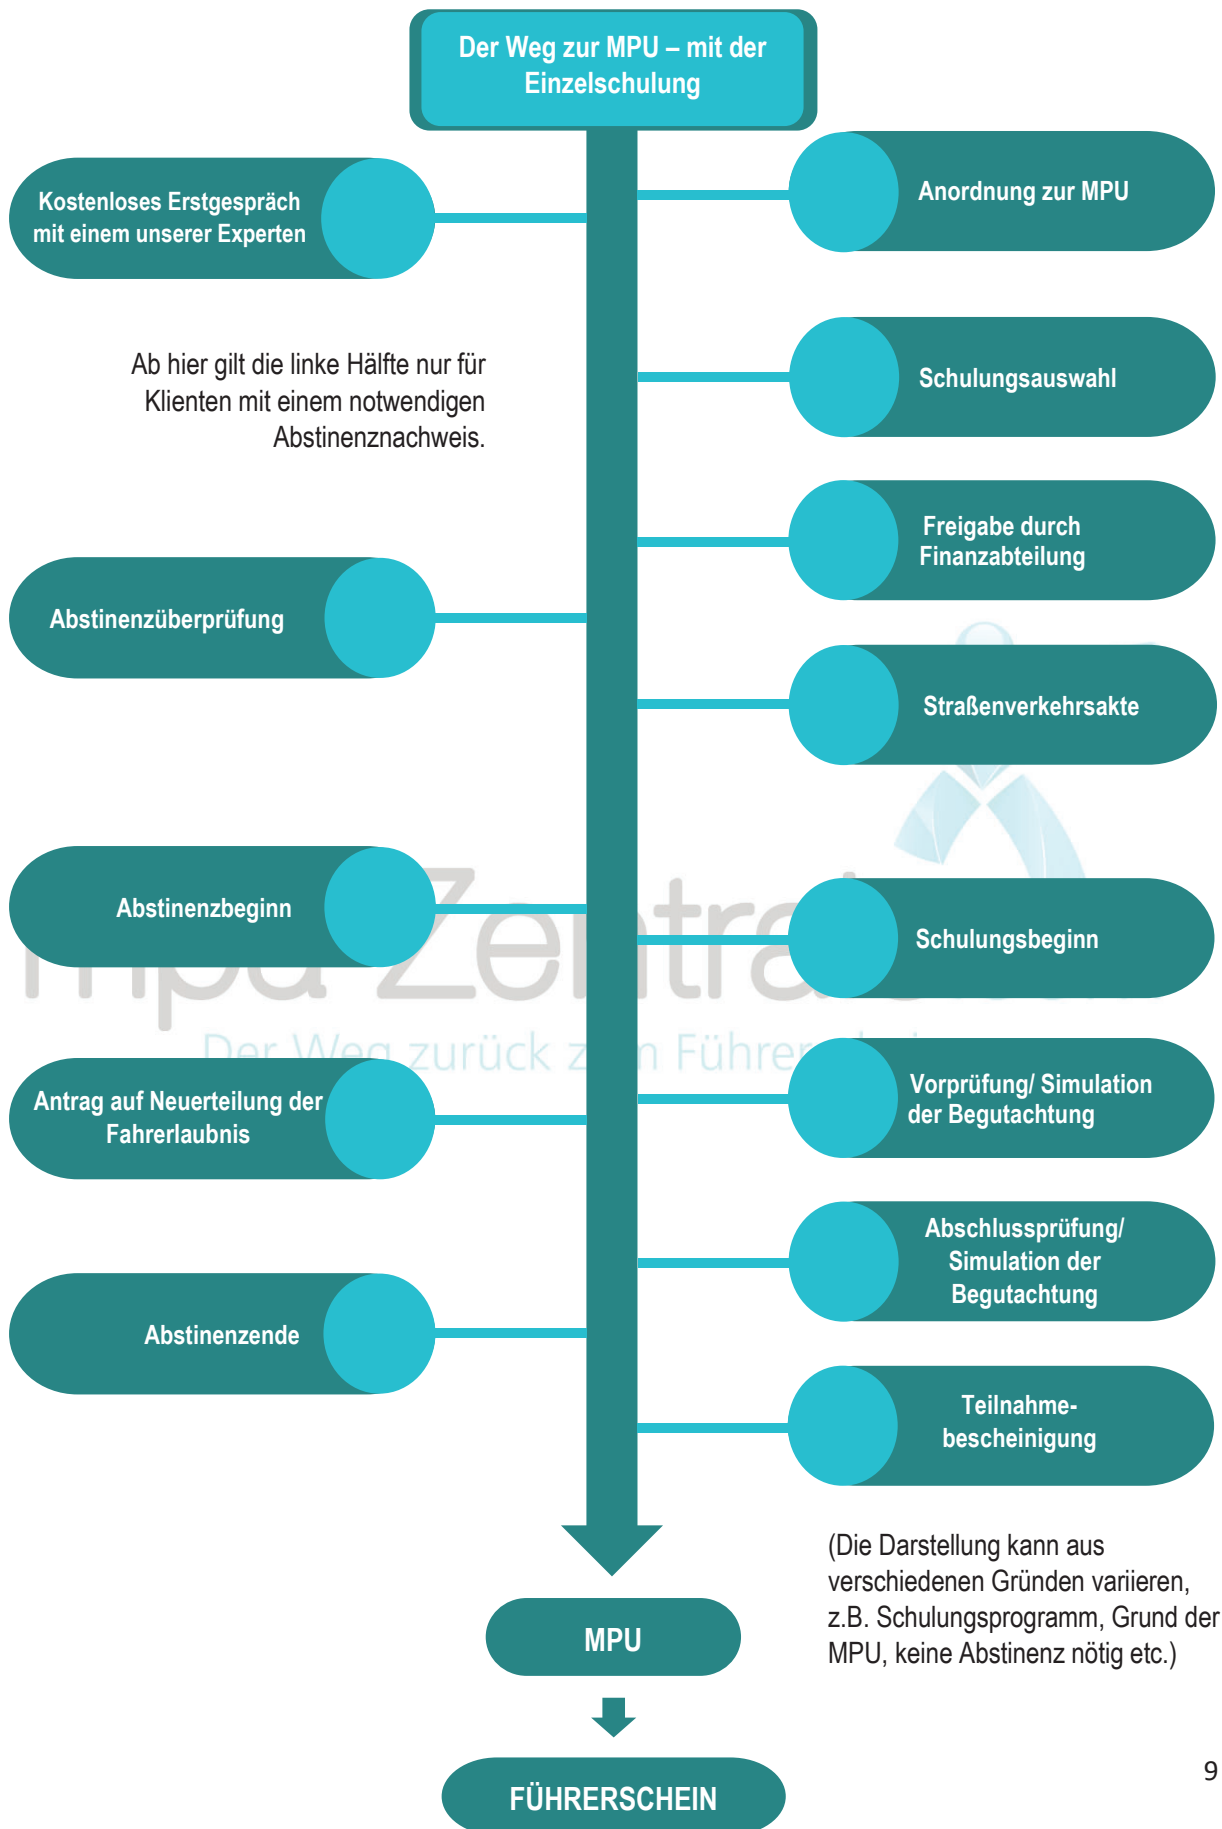 Der Weg zur MPU – mit der
Einzelschulung
Anordnung zur MPU
Kostenloses Erstgespräch
mit einem unserer Experten
Ab hier gilt die linke Hälfte nur für
Klienten mit einem notwendigen
Abstinenznachweis.
Schulungsauswahl
Freigabe durch
Finanzabteilung
Abstinenzüberprüfung
Straßenverkehrsakte
Abstinenzbeginn
Schulungsbeginn
Der Weg zurück
Antrag auf Neuerteilung der
Fahrerlaubnis
Vorprüfung/ Simulation
der Begutachtung
Abschlussprüfung/
Simulation der
Begutachtung
Abstinenzende
Teilnahme-
bescheinigung
(Die Darstellung kann aus
verschiedenen Gründen variieren,
z.B. Schulungsprogramm, Grund der
MPU, keine Abstinenz nötig etc.)
MPU
FÜHRERSCHEIN
9